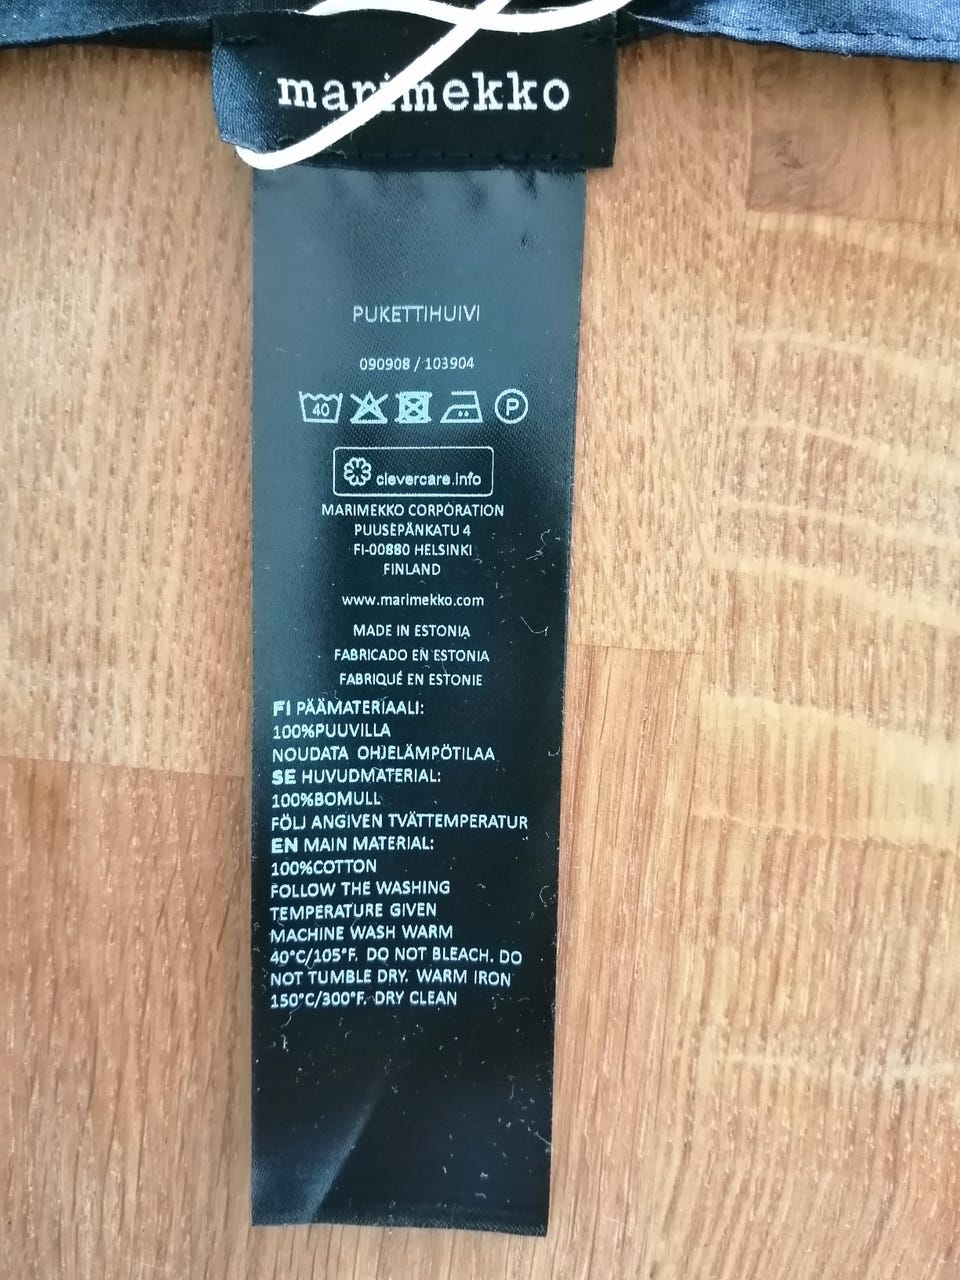 marimekko
PUKETTIHUIVI
090908 / 103904
40 P
clevercare.info
MARIMEKKO CORPORATION
PUUSEPÄNKATU 4
FI-00880 HELSINKI
FINLAND
www.marimekko.com
MADE IN ESTONIA
FABRICADO EN ESTONIA
FABRIQUÉ EN ESTONIE
FI PÄÄMATERIAALI:
100%PUUVILLA
NOUDATA OHJELÄMPÖTILAA
SE HUVUDMATERIAL:
100%BOMULL
FÖLJ ANGIVEN TVÄTTEMPERATUR
EN MAIN MATERIAL:
100%COTTON
FOLLOW THE WASHING
TEMPERATURE GIVEN
MACHINE WASH WARM
40°C/105°F. DO NOT BLEACH. DO
NOT TUMBLE DRY. WARM IRON
150°C/300°F. DRY CLEAN